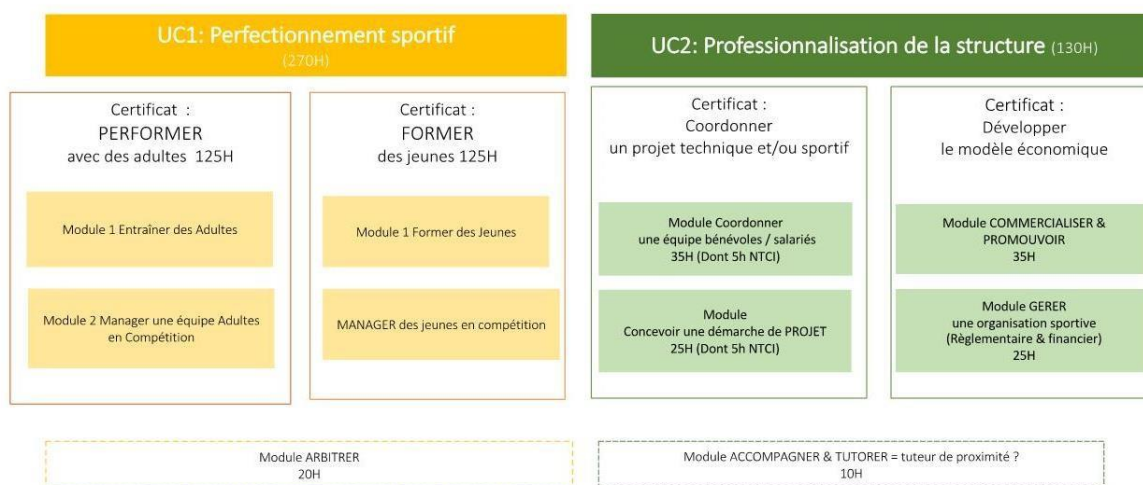 UC1: Perfectionnement sportif
(270H)
Certificat :
PERFORMER
avec des adultes 125H
Module 1 Entraîner des Adultes
Module 2 Manager une équipe Adultes
en Compétition
Certificat :
FORMER
des jeunes 125H
Module 1 Former des Jeunes
MANAGER des jeunes en compétition
Module ARBITRER
20H
UC2: Professionnalisation de la structure (130H)
Certificat :
Coordonner
un projet technique et/ou sportif
Module Coordonner
une équipe bénévoles / salariés
35H (Dont 5h NTCI)
Module
Concevoir une démarche de PROJET
25H (Dont 5h NTCI)
Certificat :
Développer
le modèle économique
Module COMMERCIALISER &
PROMOUVOIR
35H
Module GERER
une organisation sportive
(Règlementaire & financier)
25H
Module ACCOMPAGNER & TUTORER = tuteur de proximité ?
10H